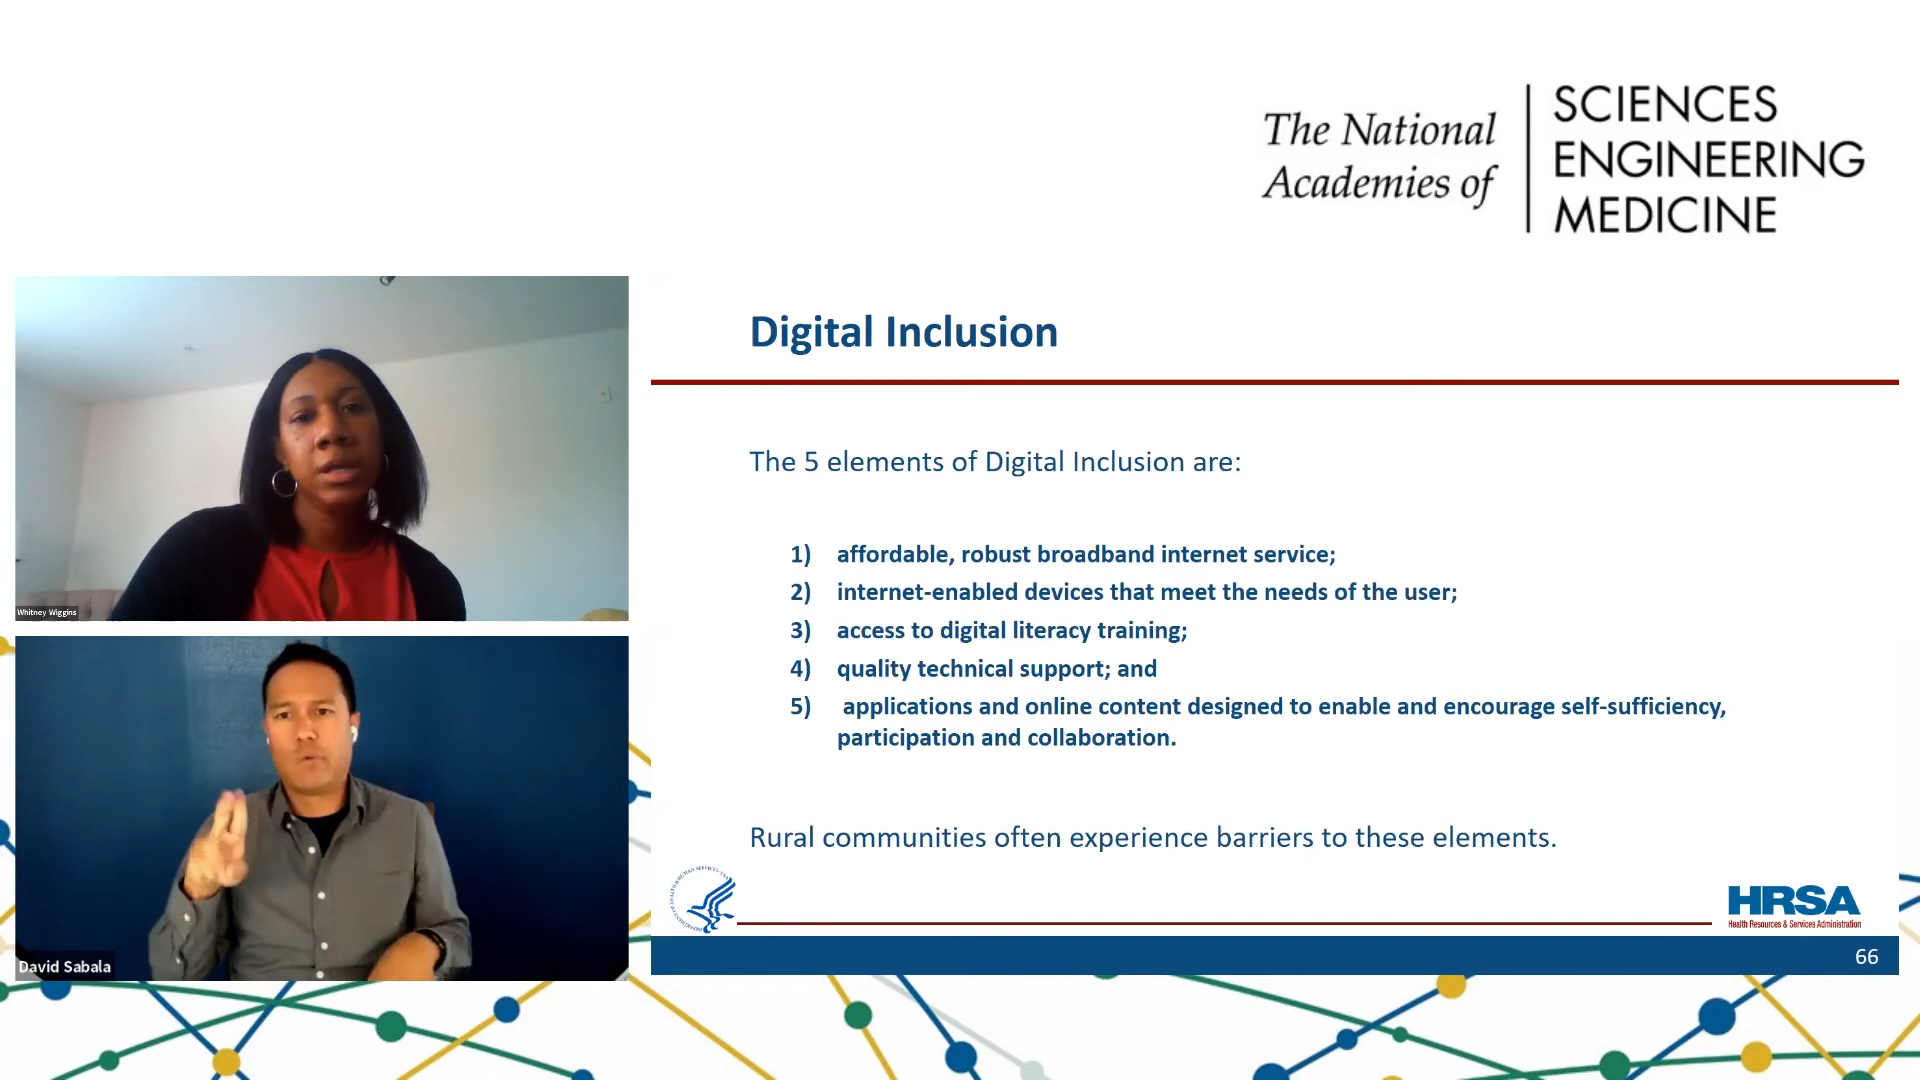 The National
Academies of
SCIENCES
ENGINEERING
MEDICINE
Whitney Wiggins
David Sabala
Digital Inclusion
The 5 elements of Digital Inclusion are:
1) affordable, robust broadband internet service;
2) internet-enabled devices that meet the needs of the user;
3) access to digital literacy training;
4) quality technical support; and
5) applications and online content designed to enable and encourage self-sufficiency,
participation and collaboration.
Rural communities often experience barriers to these elements.
HRSA
Health Resources & Services Administration
66